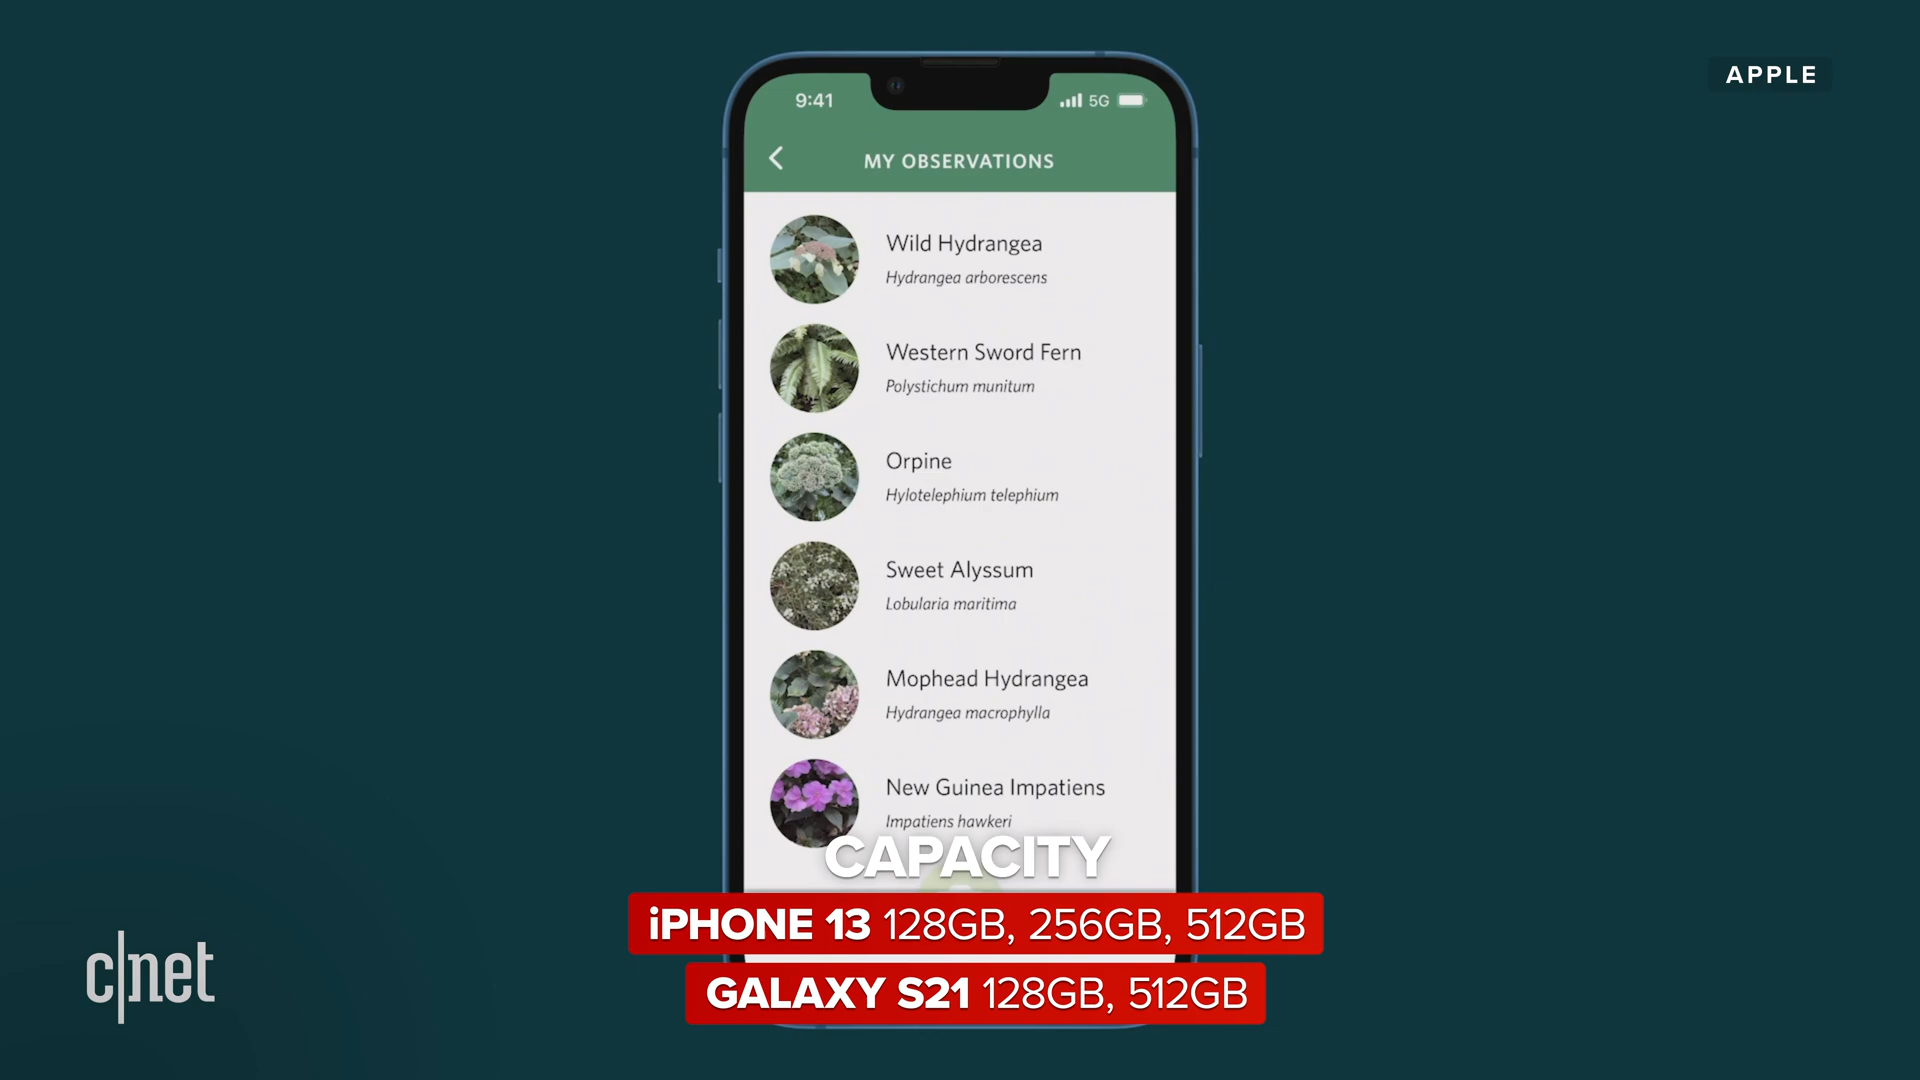 APPLE
9:41
5G
MY OBSERVATIONS
Wild Hydrangea
Hydrangea arborescens
Western Sword Fern
Polystichum munitum
Orpine
Hylotelephium telephium
Sweet Alyssum
Lobularia maritima
Mophead Hydrangea
Hydrangea macrophylla
New Guinea Impatiens
Impatiens hawkeri
CAPACITY
iPHONE 13 128GB, 256GB, 512GB
GALAXY S21 128GB, 512GB
c|net